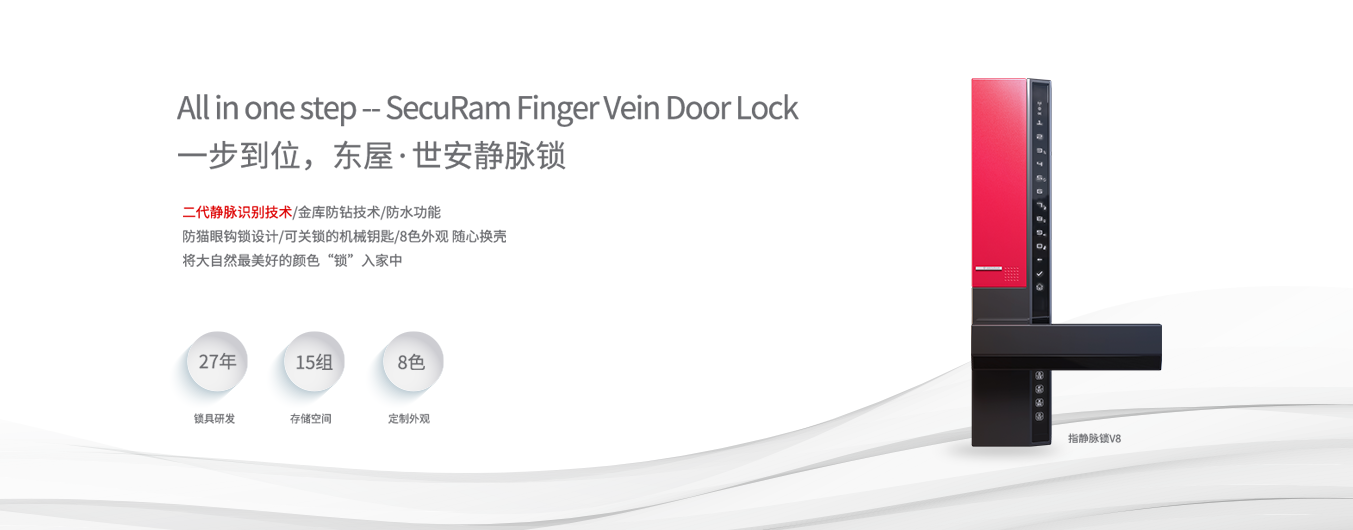 All in one step -- SecuRam Finger Vein Door Lock
一步到位，东屋·世安静脉锁
二代静脉识别技术/金库防钻技术/防水功能
防猫眼钩锁设计/可关锁的机械钥匙/8色外观 随心换壳
将大自然最美好的颜色“锁”入家中
27年
15组
8色
锁具研发
存储空间
定制外观
指静脉锁V8